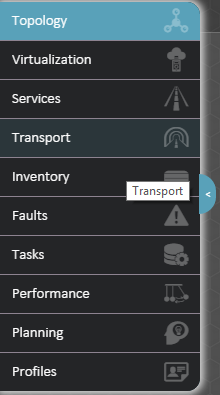 Topology
Virtualization
Services
Transport
Inventory
Transport
<
Faults
Tasks
Performance
Planning
Profiles